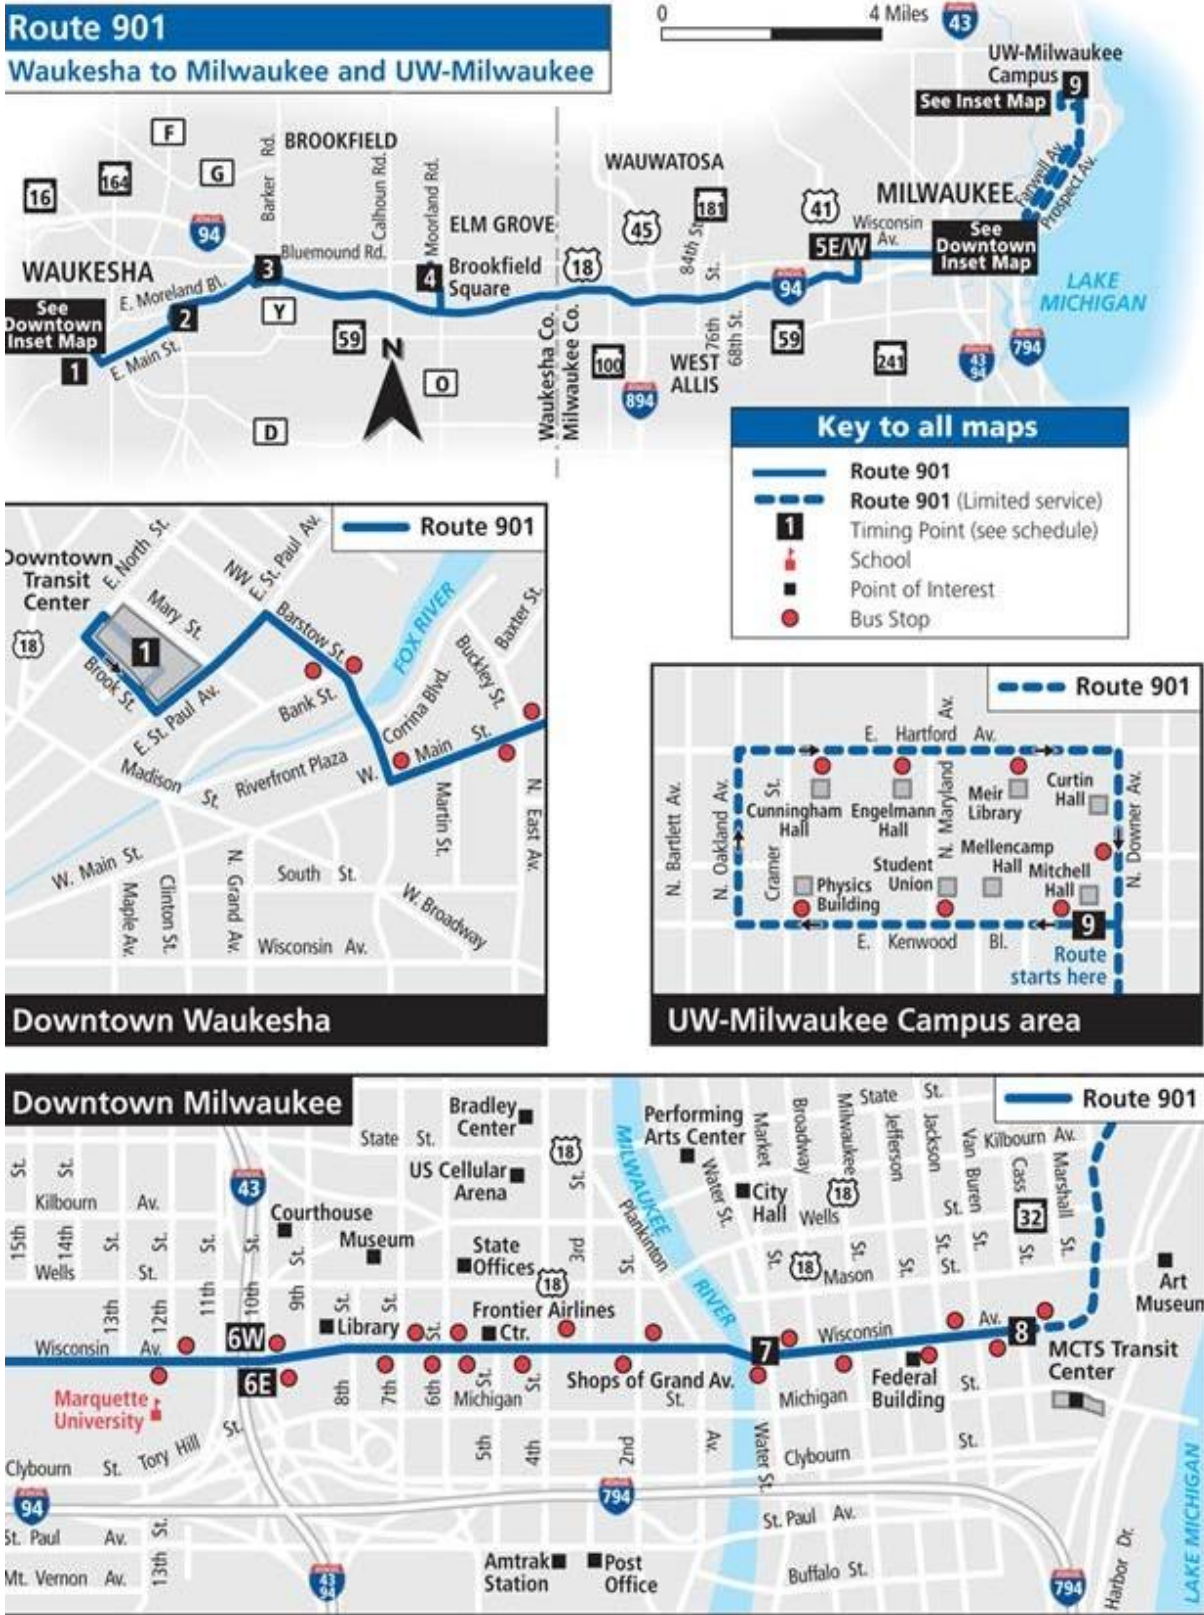 Route 901
Waukesha to Milwaukee and UW-Milwaukee
0 4 Miles
43
UW-Milwaukee
Campus
9
See Inset Map
F
G
16
164
94
Barker Rd.
BROOKFIELD
Calhoun Rd.
Moorland Rd.
ELM GROVE
WAUWATOSA
45
181
41
MILWAUKEE
Farwell Av.
Prospect Av.
Wisconsin
Av.
5E/W
See
Downtown
Inset Map
LAKE
MICHIGAN
WAUKESHA
E. Moreland Bl.
3
Bluemound Rd.
4
Brookfield
Square
18
84th St.
94
See
Downtown
Inset Map
2
Y
1
E. Main St.
59
N
O
D
Waukesha Co.
Milwaukee Co.
100
894
WEST
ALLIS
76th St.
68th St.
59
241
43
94
794
Key to all maps
Route 901
Route 901 (Limited service)
1 Timing Point (see schedule)
School
Point of Interest
Bus Stop
Route 901
Downtown
Transit
Center
E. North St.
NW
E. St. Paul Av.
Mary St.
Barstow St.
FOX RIVER
Baxter St.
Buckley St.
18
1
Brook St.
E. St. Paul Av.
Bank St.
Corrina Blvd.
W. Main St.
Madison St.
Riverfront Plaza
Martin St.
N. East Av.
W. Main St.
Maple Av.
Clinton St.
N. Grand Av.
South St.
W. Broadway
Wisconsin Av.
Downtown Waukesha
Route 901
E. Hartford Av.
N. Bartlett Av.
N. Oakland Av.
Cramer St.
Cunningham
Hall
Engelmann
Hall
N. Maryland Av.
Meir
Library
Curtin
Hall
N. Downer Av.
Physics
Building
Student
Union
Mellencamp
Hall
Mitchell
Hall
9
E. Kenwood Bl.
Route
starts here
UW-Milwaukee Campus area
Downtown Milwaukee
Route 901
Bradley
Center
State St.
18
US Cellular
Arena
MILWAUKEE
RIVER
Performing
Arts Center
Market St.
Broadway
Milwaukee St.
State St.
Jefferson St.
Jackson St.
Van Buren St.
Kilbourn Av.
Cass St.
Marshall St.
Water St.
City
Hall
18
Wells St.
32
15th St.
14th St.
Kilbourn Av.
43
Courthouse
Museum
State
Offices
3rd St.
Plankinton Av.
18
Mason St.
Art
Museum
Wells St.
13th St.
12th St.
11th St.
10th St.
9th St.
8th St.
7th St.
6th St.
18
Frontier Airlines
Ctr.
Library
Wisconsin Av.
6W
6E
7
Wisconsin Av.
8
MCTS Transit
Center
Marquette
University
Michigan St.
Shops of Grand Av.
Michigan St.
Federal
Building
5th St.
4th St.
2nd St.
Water St.
Clybourn St.
Tory Hill St.
Clybourn St.
94
794
St. Paul Av.
St. Paul Av.
Mt. Vernon Av.
13th St.
43
94
Amtrak
Station
Post
Office
Buffalo St.
794
Harbor Dr.
LAKE MICHIGAN